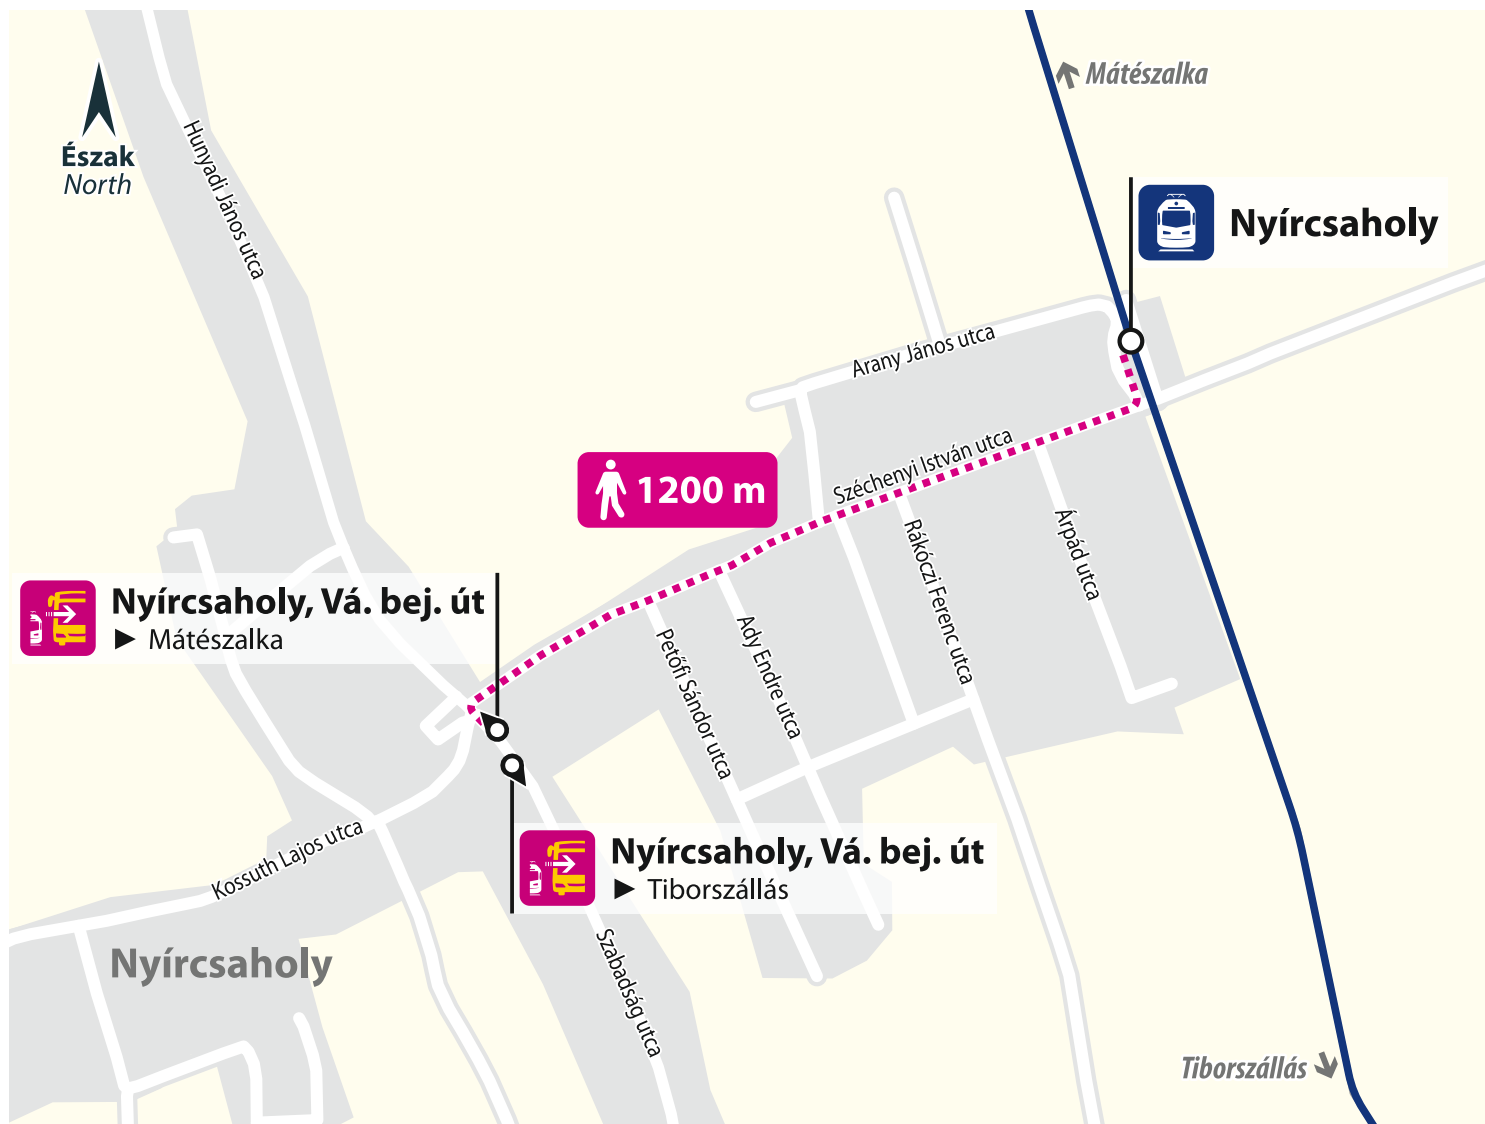 Mátészalka
Észak
North
Hunyadi János utca
Nyírcsaholy
Arany János utca
Széchenyi István utca
1200 m
Árpád utca
Rákóczi Ferenc utca
Nyírcsaholy, Vá. bej. út
► Mátészalka
Ady Endre utca
Petőfi Sándor utca
Kossuth Lajos utca
Nyírcsaholy, Vá. bej. út
► Tiborszállás
Nyírcsaholy
Szabadság utca
Tiborszállás